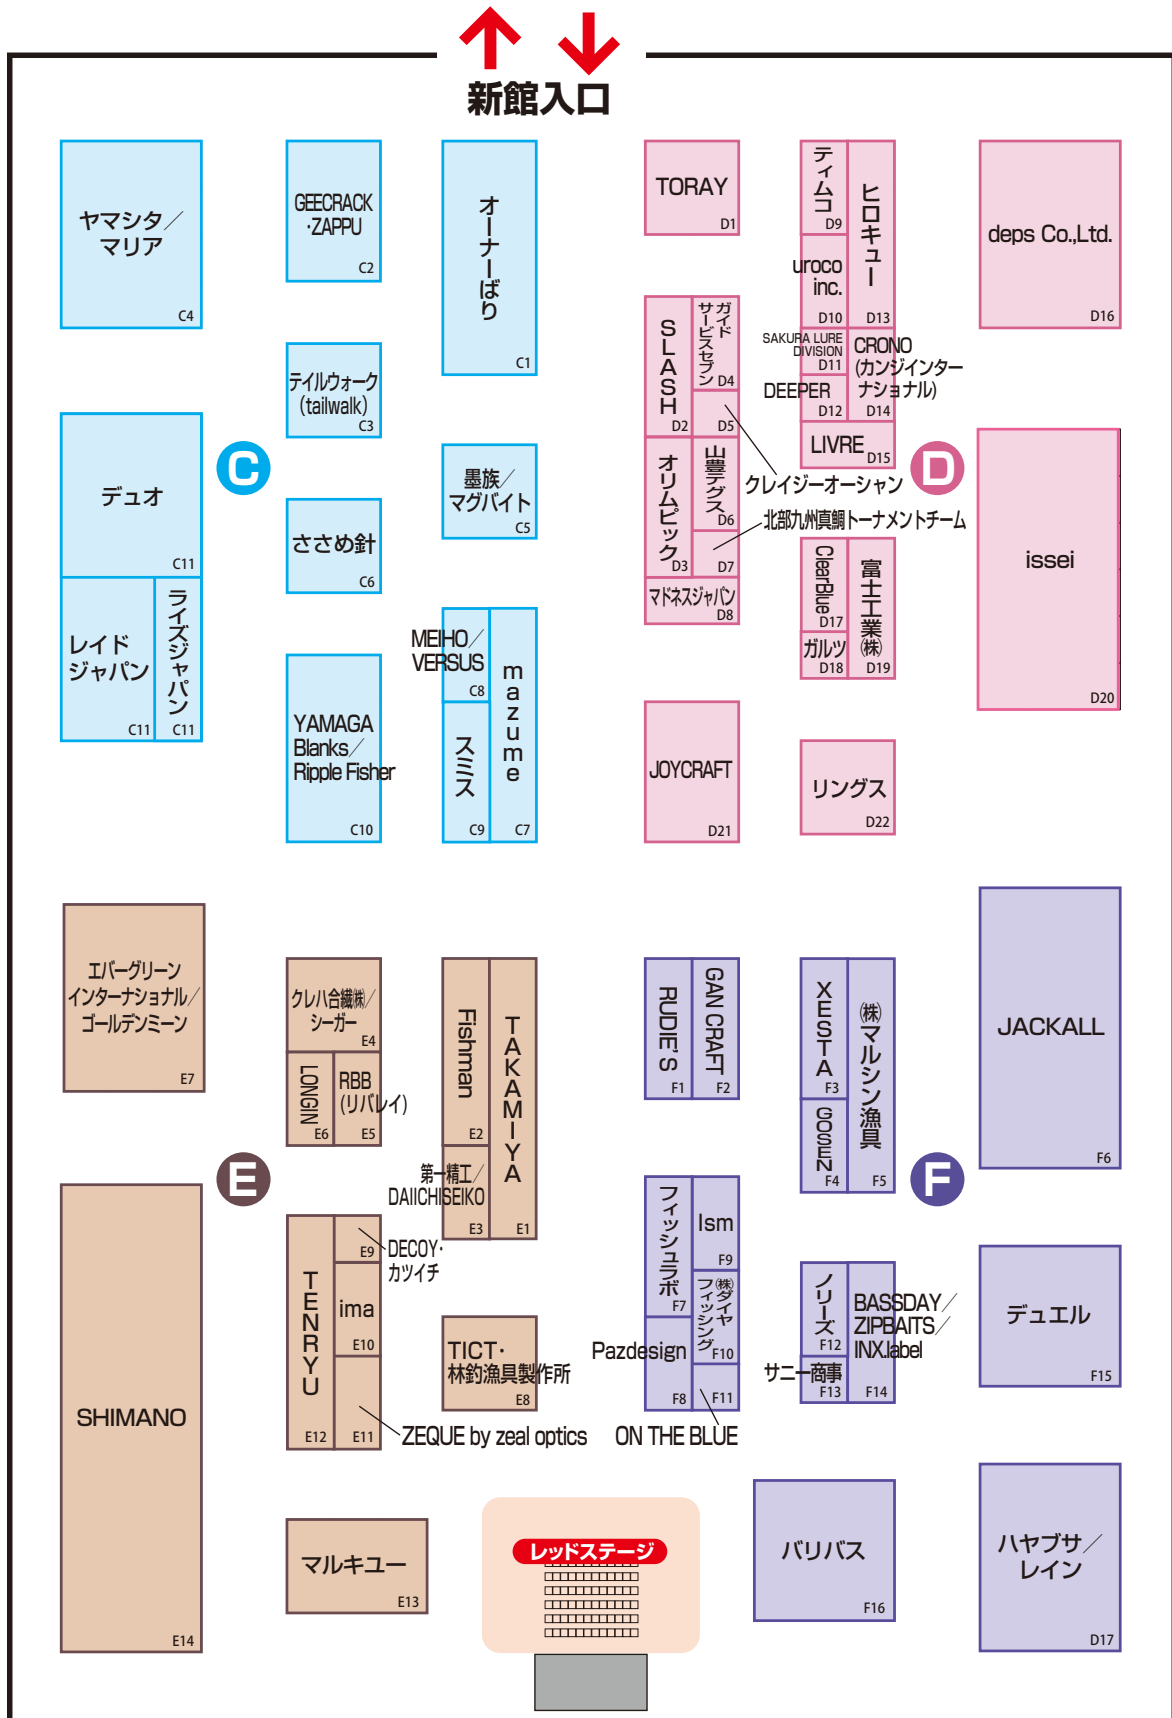 新館入口
ヤマシタ／
マリア
C4
GEECRACK
・ZAPPU
C2
オーナーばり
C1
テイルウォーク
(tailwalk)
C3
C
デュオ
C11
墨族／
マグバイト
C5
ささめ針
C6
レイド
ジャパン
C11
ライズジャパン
C11
MEIHO／
VERSUS
C8
mazume
C7
スミス
C9
YAMAGA
Blanks／
Ripple Fisher
C10
TORAY
D1
ティムコ
D9
ヒロキュー
D13
uroco
inc.
D10
deps Co.,Ltd.
D16
SLASH
D2
ガイド
サービスセブン
D4
D5
クレイジーオーシャン
SAKURA LURE
DIVISION
D11
CRONO
(カンジインター
ナショナル)
D14
DEEPER
D12
LIVRE
D15
D
オリムピック
D3
山豊テグス
D6
D7
北部九州真鯛トーナメントチーム
マドネスジャパン
D8
ClearBlue
D17
富士工業㈱
D19
ガルツ
D18
issei
D20
JOYCRAFT
D21
リングス
D22
エバーグリーン
インターナショナル／
ゴールデンミーン
E7
クレハ合繊㈱／
シーガー
E4
LONGIN
E6
RBB
(リバレイ)
E5
Fishman
E2
TAKAMIYA
E1
第一精工／
DAIICHISEIKO
E3
E
SHIMANO
E14
TENRYU
E12
E9
DECOY・
カツイチ
ima
E10
E11
ZEQUE by zeal optics
TICT・
林釣漁具製作所
E8
マルキユー
E13
RUDIE'S
F1
GAN CRAFT
F2
XESTA
F3
㈱マルシン漁具
F5
GOSEN
F4
JACKALL
F6
F
フィッシュラボ
F7
Ism
F9
㈱ダイヤ
フィッシング
F10
Pazdesign
F8
F11
ON THE BLUE
ノリーズ
F12
BASSDAY／
ZIPBAITS／
INX.label
F14
サニー商事
F13
デュエル
F15
バリバス
F16
ハヤブサ／
レイン
D17
レッドステージ